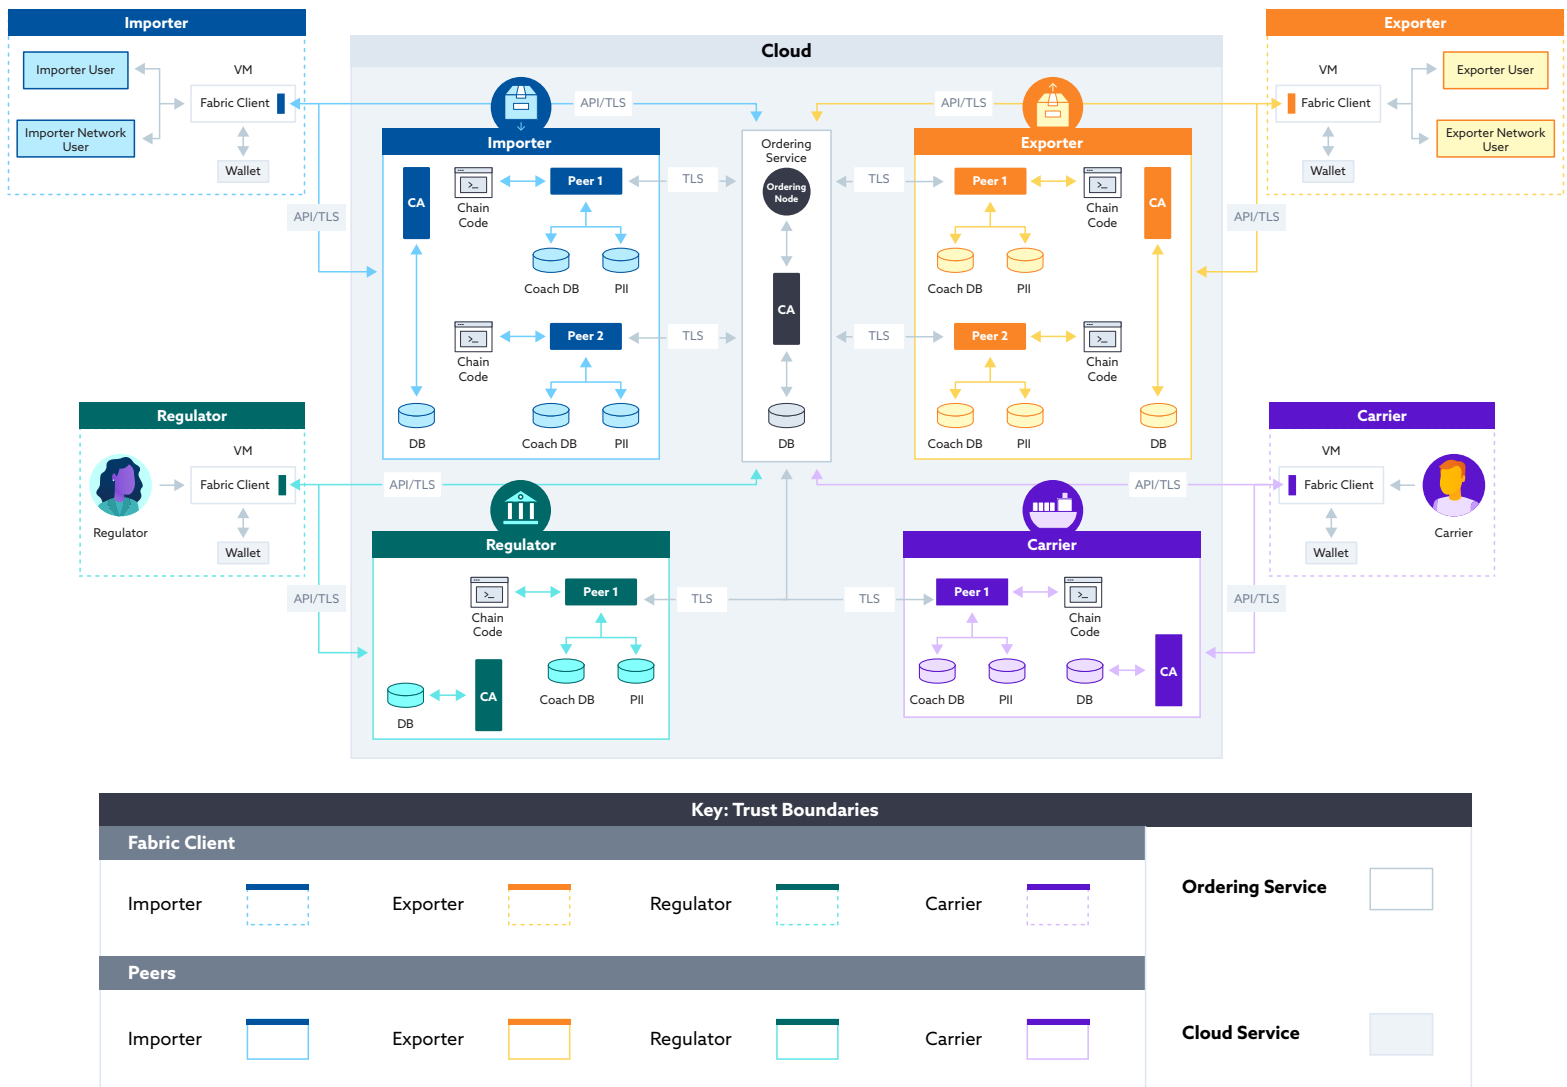 Importer
Importer User
Importer Network
User
VM
Fabric Client
Wallet
API/TLS
Cloud
API/TLS
API/TLS
Exporter
VM
Fabric Client
Wallet
Exporter User
Exporter Network
User
API/TLS
Importer
CA
Chain
Code
Peer 1
Coach DB
PII
Chain
Code
Peer 2
Coach DB
PII
DB
TLS
TLS
Ordering
Service
Ordering
Node
CA
DB
TLS
TLS
Exporter
Peer 1
Chain
Code
CA
Coach DB
PII
Peer 2
Chain
Code
Coach DB
PII
DB
Regulator
VM
Fabric Client
Regulator
Wallet
API/TLS
API/TLS
Regulator
Chain
Code
Peer 1
Coach DB
PII
CA
DB
TLS
TLS
API/TLS
Carrier
Peer 1
Chain
Code
Coach DB
PII
DB
CA
Carrier
VM
Fabric Client
Wallet
Carrier
API/TLS
Key: Trust Boundaries
Fabric Client
Importer
Exporter
Regulator
Carrier
Ordering Service
Peers
Importer
Exporter
Regulator
Carrier
Cloud Service